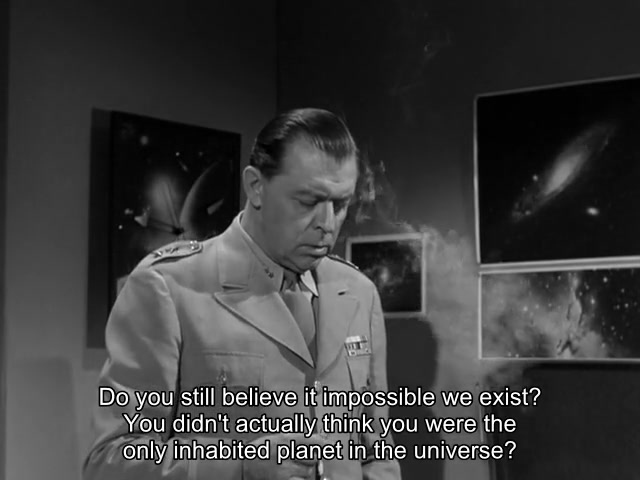 Do you still believe it impossible we exist?
You didn't actually think you were the
only inhabited planet in the universe?